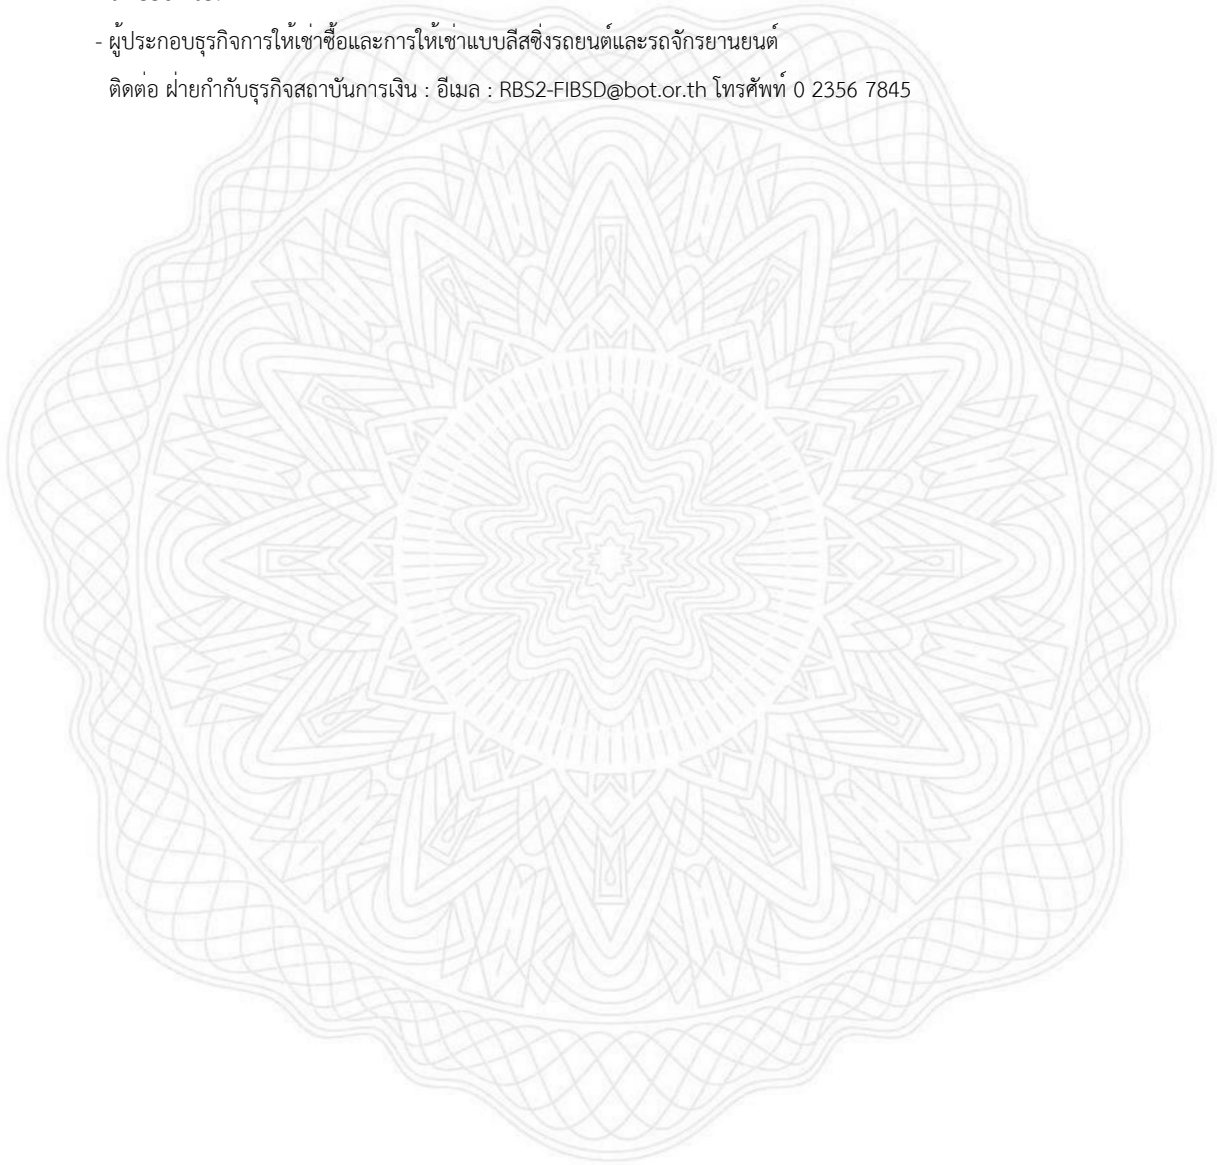 - ผู้ประกอบธุรกิจการให้เช่าซื้อและการให้เช่าแบบลีสซิ่งรถยนต์และรถจักรยานยนต์
ติดต่อ ฝ่ายกำกับธุรกิจสถาบันการเงิน : อีเมล : RBS2-FIBSD@bot.or.th โทรศัพท์ 0 2356 7845